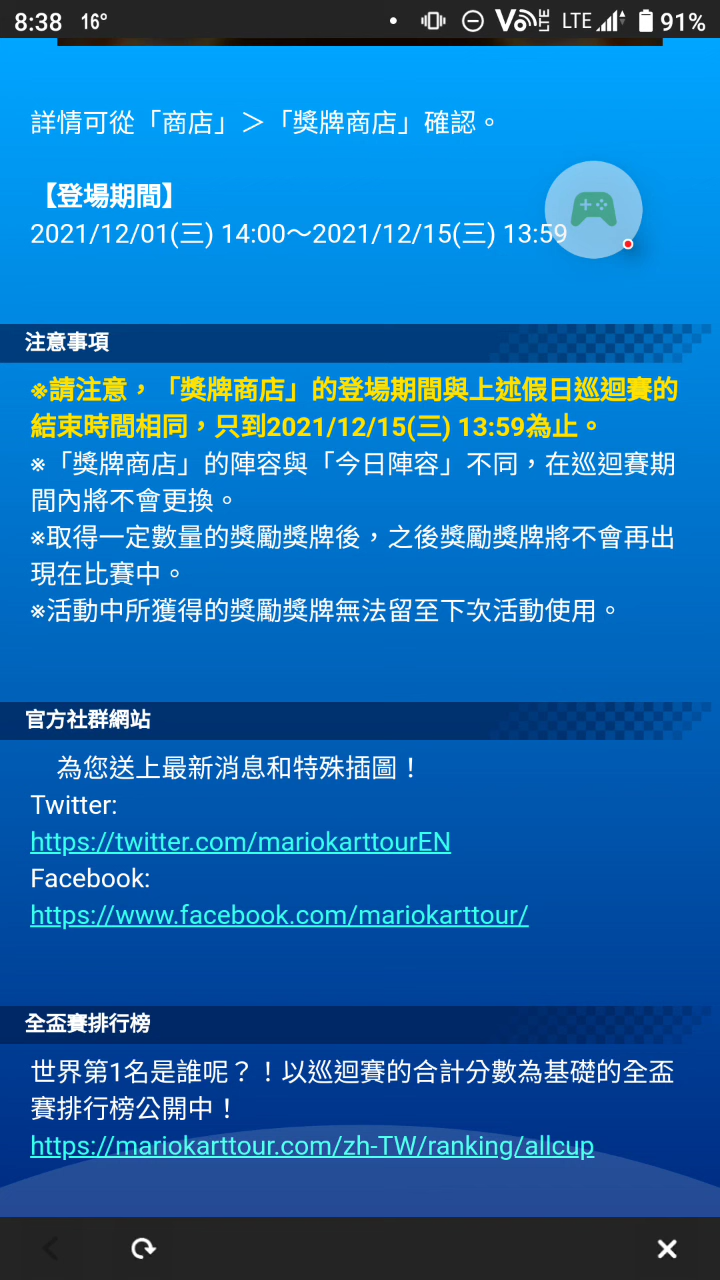 8:38 16° VoLTE LTE 91%
詳情可從「商店」＞「獎牌商店」確認。
【登場期間】
2021/12/01(三) 14:00～2021/12/15(三) 13:59
注意事項
※請注意，「獎牌商店」的登場期間與上述假日巡迴賽的
結束時間相同，只到2021/12/15(三) 13:59為止。
※「獎牌商店」的陣容與「今日陣容」不同，在巡迴賽期
間內將不會更換。
※取得一定數量的獎勵獎牌後，之後獎勵獎牌將不會再出
現在比賽中。
※活動中所獲得的獎勵獎牌無法留至下次活動使用。
官方社群網站
為您送上最新消息和特殊插圖！
Twitter:
https://twitter.com/mariokarttourEN
Facebook:
https://www.facebook.com/mariokarttour/
全盃賽排行榜
世界第1名是誰呢？！以巡迴賽的合計分數為基礎的全盃
賽排行榜公開中！
https://mariokarttour.com/zh-TW/ranking/allcup